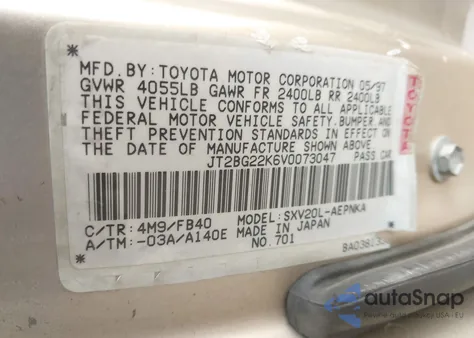 MFD. BY: TOYOTA MOTOR CORPORATION 05/97
GVWR 4055LB GAWR FR 2400LB RR 2400LB
THIS VEHICLE CONFORMS TO ALL APPLICABLE
FEDERAL MOTOR VEHICLE SAFETY, BUMPER AND
THEFT PREVENTION STANDARDS IN EFFECT ON
THE DATE OF MANUFACTURE SHOWN ABOVE.
JT2BG22K6V0073047 PASS CAR
C/TR: 4M9/FB40 MODEL: SXV20L-AEPNKA
A/TM: -03A/A140E MADE IN JAPAN
NO.701
TOYOTA
autoSnap